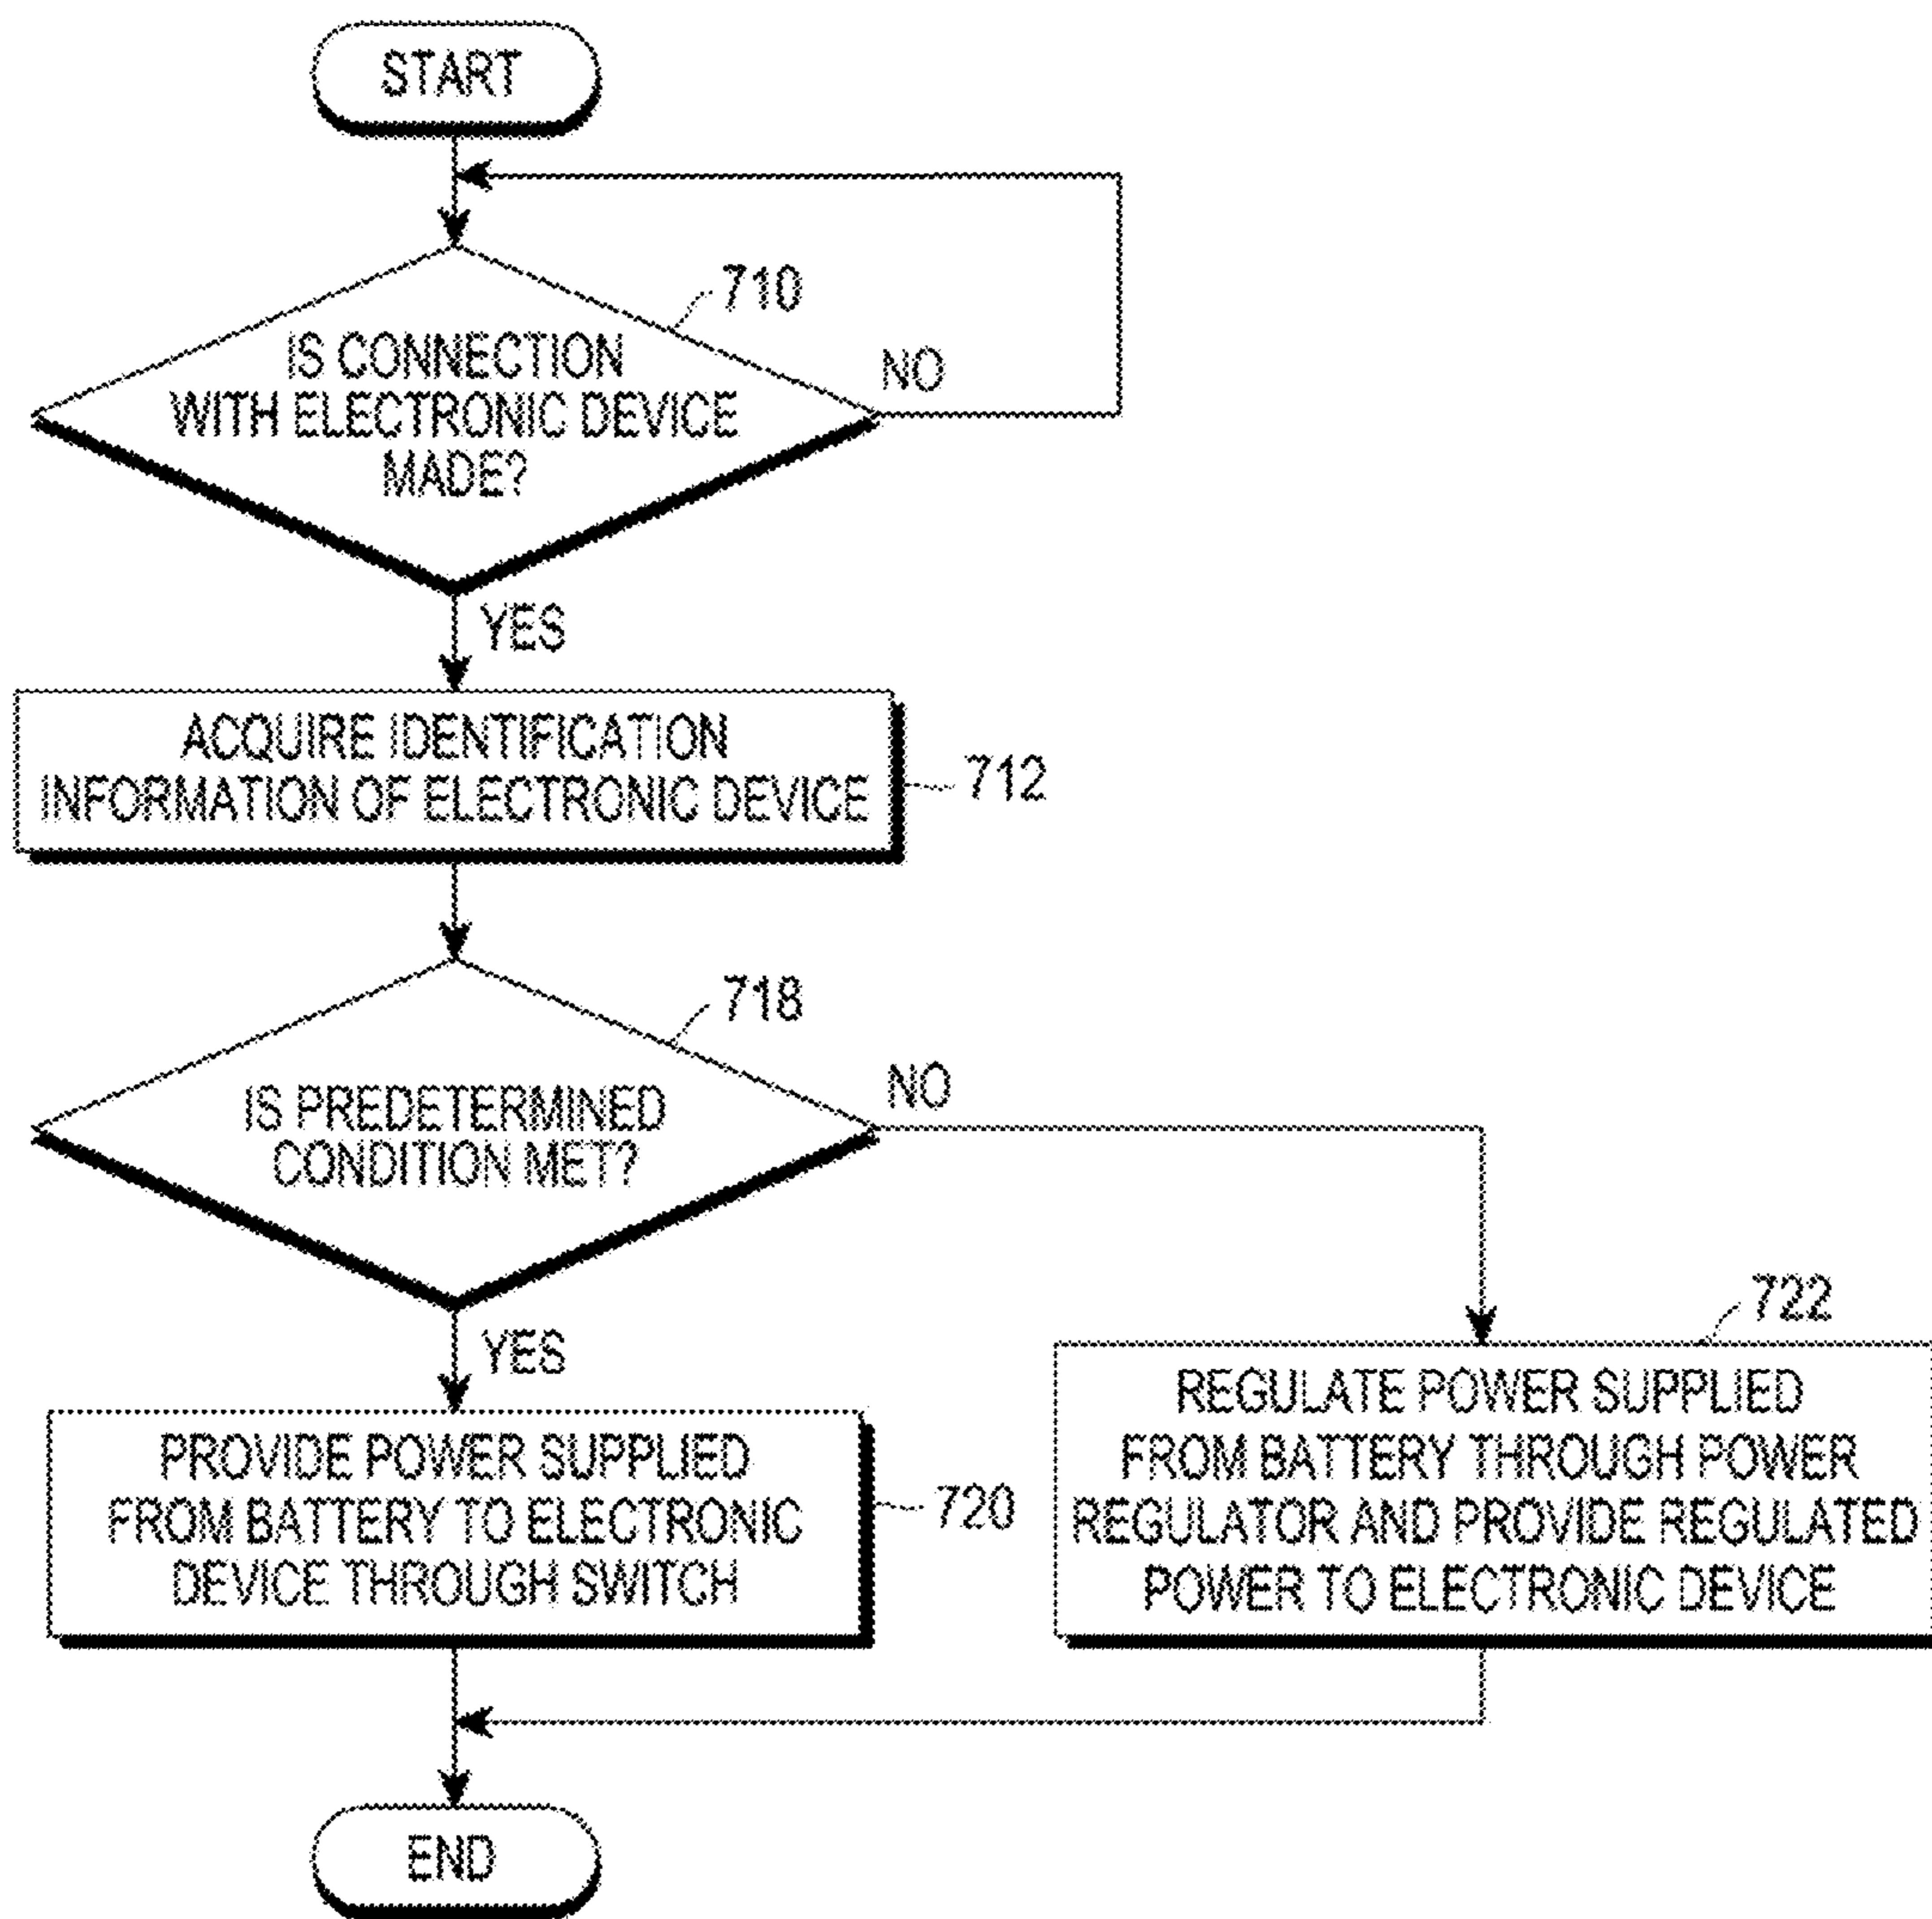 START
710
IS CONNECTION
WITH ELECTRONIC DEVICE
MADE?
NO
YES
ACQUIRE IDENTIFICATION
INFORMATION OF ELECTRONIC DEVICE
712
718
IS PREDETERMINED
CONDITION MET?
NO
YES
722
PROVIDE POWER SUPPLIED
FROM BATTERY TO ELECTRONIC
DEVICE THROUGH SWITCH
720
REGULATE POWER SUPPLIED
FROM BATTERY THROUGH POWER
REGULATOR AND PROVIDE REGULATED
POWER TO ELECTRONIC DEVICE
END